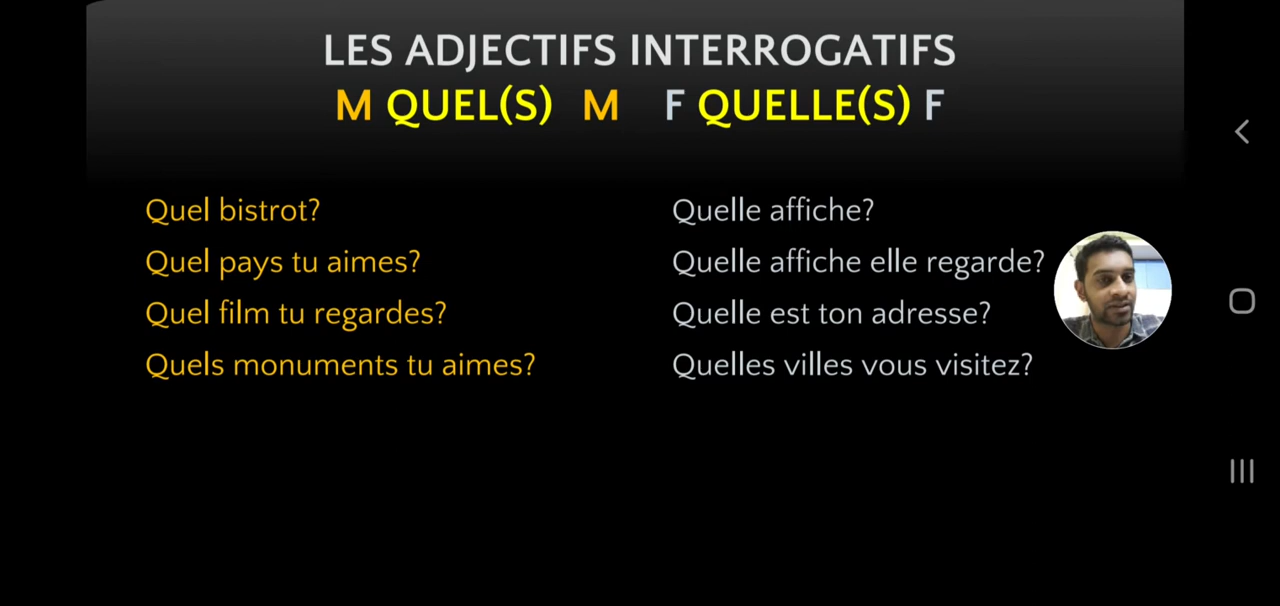 LES ADJECTIFS INTERROGATIFS
M QUEL(S) M F QUELLE(S) F
Quel bistrot?
Quel pays tu aimes?
Quel film tu regardes?
Quels monuments tu aimes?
Quelle affiche?
Quelle affiche elle regarde?
Quelle est ton adresse?
Quelles villes vous visitez?